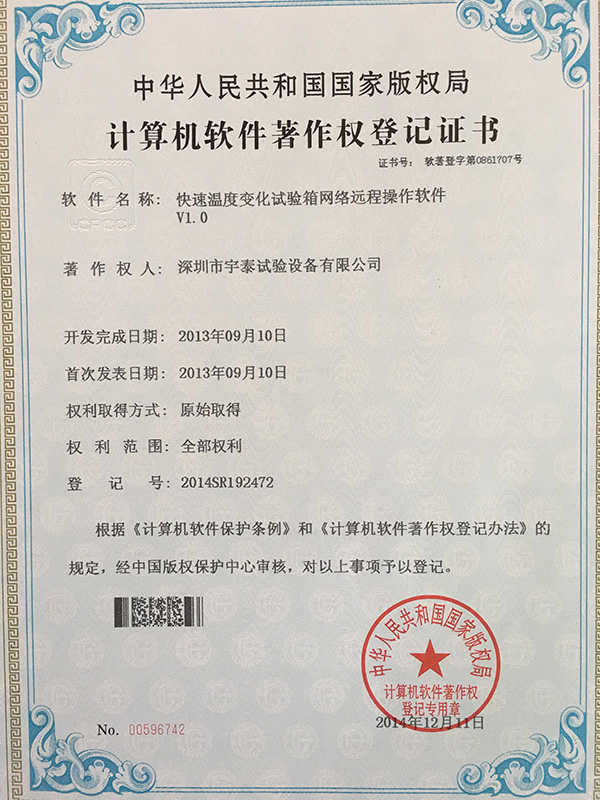 中华人民共和国国家版权局
计算机软件著作权登记证书
证书号： 软著登字第0861707号
软件名称： 快速温度变化试验箱网络远程操作软件
V1.0
著作权人： 深圳市宇泰试验设备有限公司
开发完成日期： 2013年09月10日
首次发表日期： 2013年09月10日
权利取得方式： 原始取得
权利范围： 全部权利
登记号： 2014SR192472
根据《计算机软件保护条例》和《计算机软件著作权登记办法》的
规定，经中国版权保护中心审核，对以上事项予以登记。
中华人民共和国国家版权局
计算机软件著作权
登记专用章
2014年12月11日
No. 00596742
CPCC